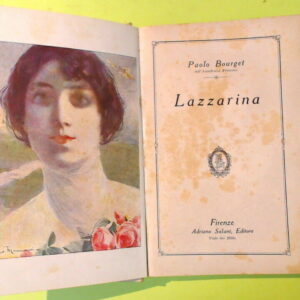 Paolo Bourget
Lazzarina
Firenze
Adriano Salani, Editore